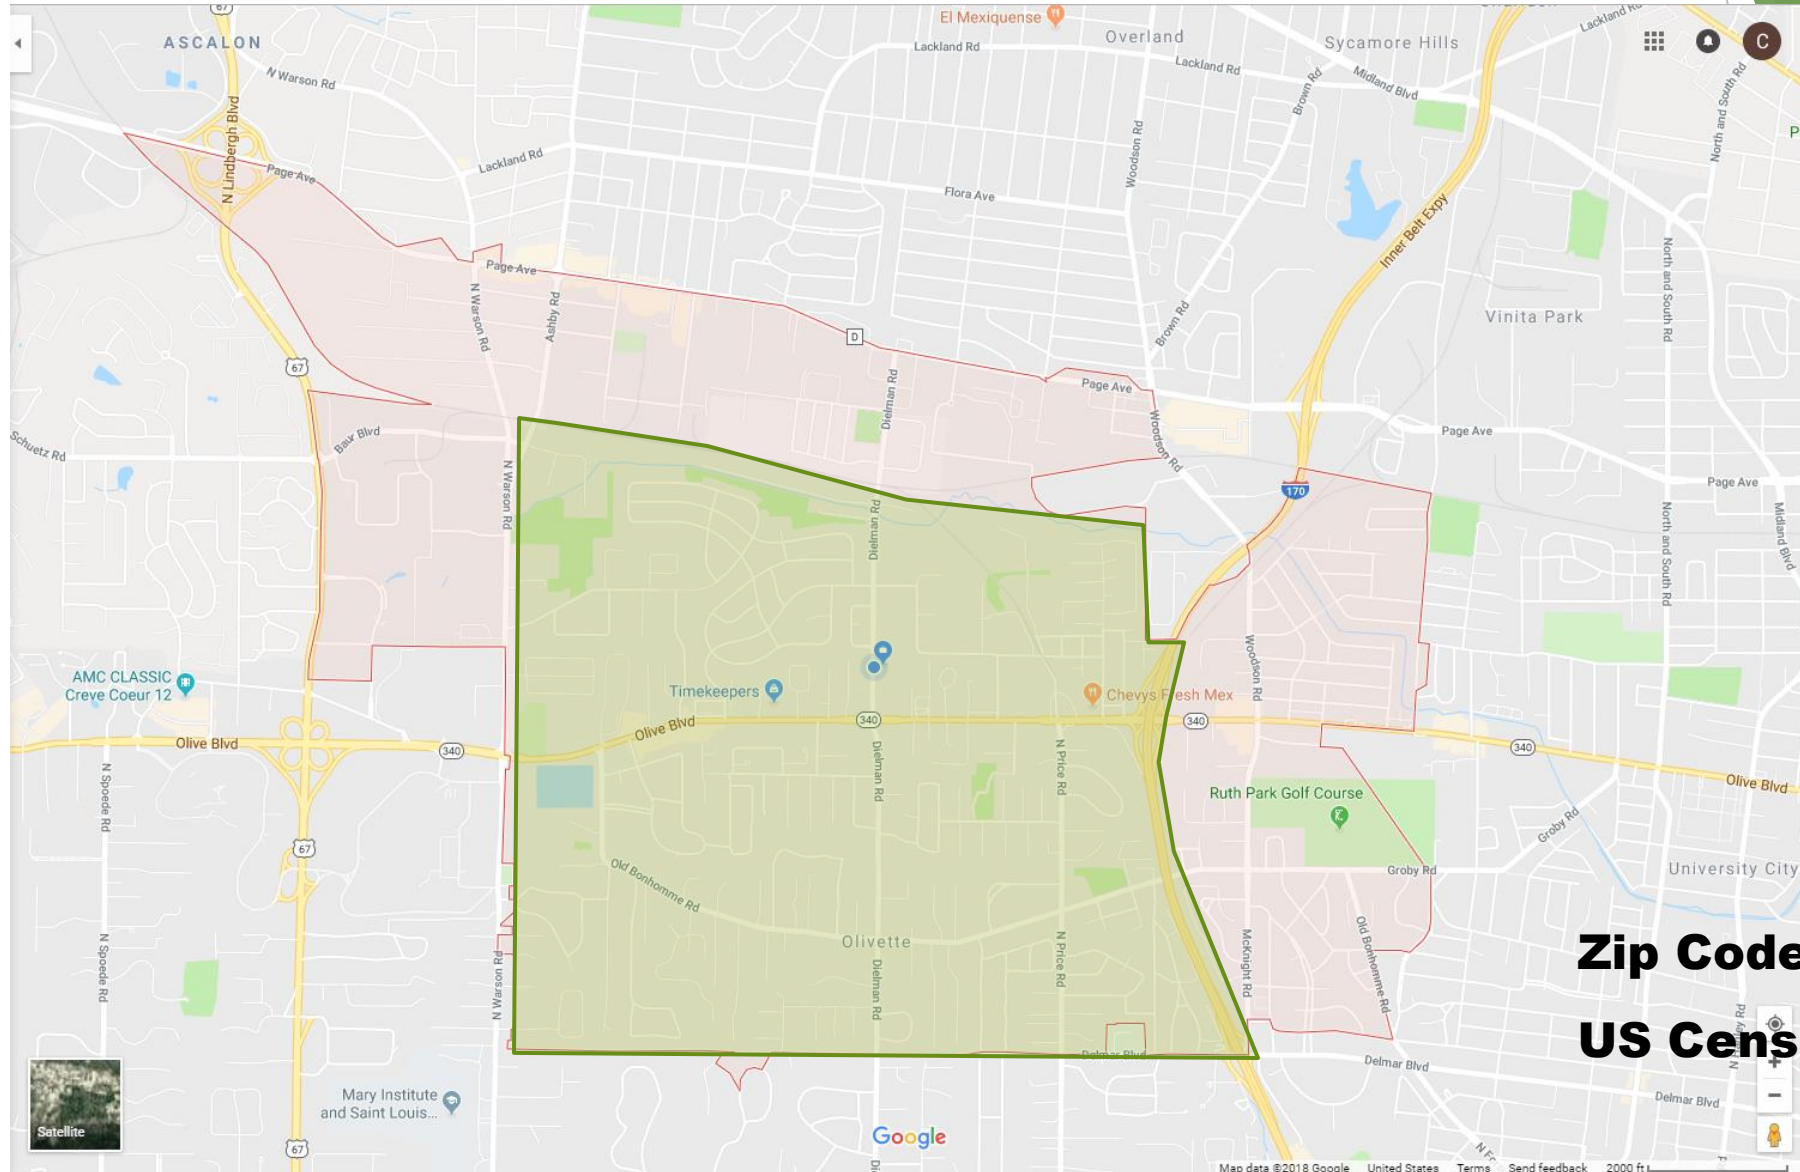 67
El Mexiquense
Overland
Lackland Rd
ASCALON
Lackland Rd
Sycamore Hills
C
N Warson Rd
Lackland Rd
Midland Blvd
Brown Rd
North and South Rd
N Lindbergh Blvd
Woodson Rd
P
Lackland Rd
Page Ave
Flora Ave
Inner Belt Expy
Page Ave
N Warson Rd
Ashby Rd
Brown Rd
North and South Rd
Vinita Park
D
67
Dielman Rd
Page Ave
Baur Blvd
Schuetz Rd
Woodson Rd
Page Ave
N Warson Rd
170
Page Ave
Dielman Rd
North and South Rd
Midland Blvd
AMC CLASSIC
Creve Coeur 12
Timekeepers
Chevys Fresh Mex
Woodson Rd
Olive Blvd
340
340
Olive Blvd
340
340
N Spoede Rd
Dielman Rd
N Price Rd
Olive Blvd
Ruth Park Golf Course
67
Groby Rd
Old Bonhomme Rd
Groby Rd
University City
Olivette
N Spoede Rd
N Warson Rd
Dielman Rd
N Price Rd
McKnight Rd
Old Bonhomme Rd
Zip Code
US Cens
Delmar Blvd
Delmar Blvd
Delmar Blvd
Mary Institute
and Saint Louis...
Satellite
Google
67
Map data ©2018 Google United States Terms Send feedback 2000 ft